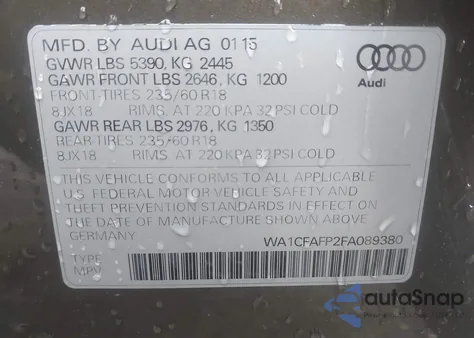 MFD. BY AUDI AG 01 15
GVWR LBS 5390, KG 2445
GAWR FRONT LBS 2646, KG 1200
FRONT-TIRES 235/60 R18
8JX18 RIMS, AT 220 KPA 32 PSI COLD
GAWR REAR LBS 2976, KG 1350
REAR-TIRES 235/60 R18
8JX18 RIMS, AT 220 KPA 32 PSI COLD
Audi
THIS VEHICLE CONFORMS TO ALL APPLICABLE
U.S. FEDERAL MOTOR VEHICLE SAFETY AND
THEFT PREVENTION STANDARDS IN EFFECT ON
THE DATE OF MANUFACTURE SHOWN ABOVE.
GERMANY
WA1CFAFP2FA089380
TYPE
MPV
autoSnap